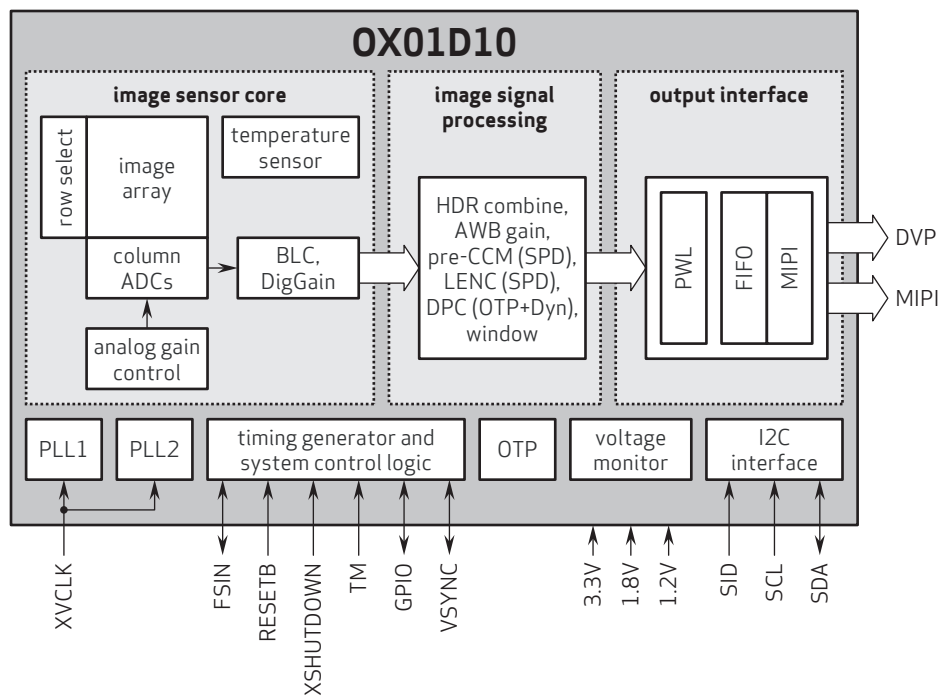 OX01D10
image sensor core
row select
image
array
temperature
sensor
column
ADCs
BLC,
DigGain
analog gain
control
image signal
processing
HDR combine,
AWB gain,
pre-CCM (SPD),
LENC (SPD),
DPC (OTP+Dyn),
window
output interface
PWL
FIFO
MIPI
DVP
MIPI
PLL1
PLL2
timing generator and
system control logic
OTP
voltage
monitor
I2C
interface
XVCLK
FSIN
RESETB
XSHUTDOWN
TM
GPIO
VSYNC
3.3V
1.8V
1.2V
SID
SCL
SDA